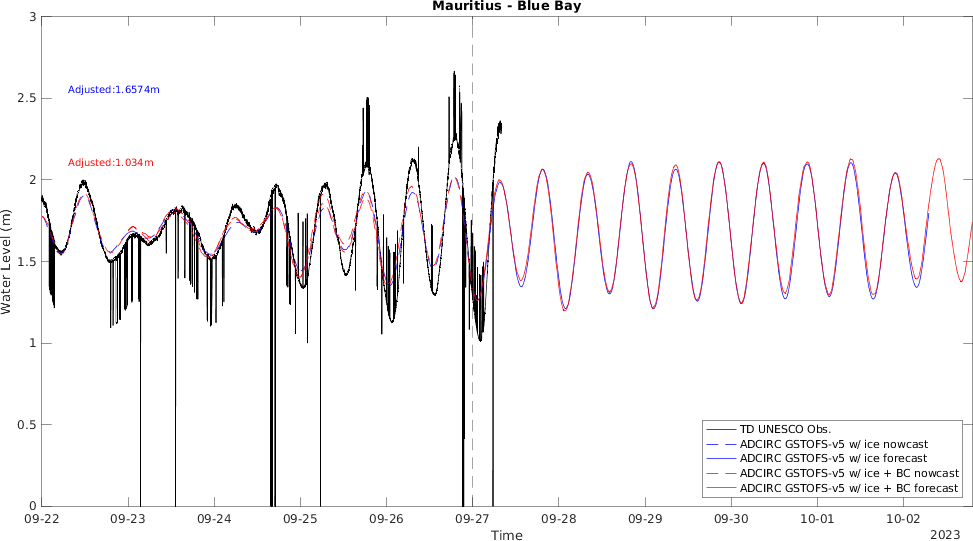 Mauritius - Blue Bay
3
2.5
2
1.5
1
0.5
0
Water Level (m)
Adjusted:1.6574m
Adjusted:1.034m
TD UNESCO Obs.
ADCIRC GSTOFS-v5 w/ ice nowcast
ADCIRC GSTOFS-v5 w/ ice forecast
ADCIRC GSTOFS-v5 w/ ice + BC nowcast
ADCIRC GSTOFS-v5 w/ ice + BC forecast
09-22 09-23 09-24 09-25 09-26 09-27 09-28 09-29 09-30 10-01 10-02
Time
2023